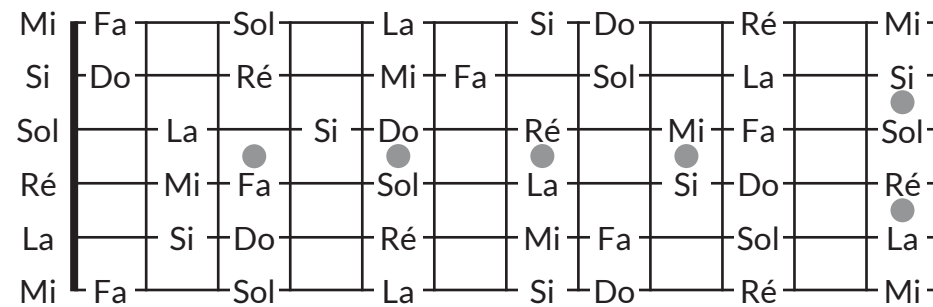 Mi Fa Sol La Si Do Ré Mi
Si Do Ré Mi Fa Sol La Si
Sol La Si Do Ré Mi Fa Sol
Ré Mi Fa Sol La Si Do Ré
La Si Do Ré Mi Fa Sol La
Mi Fa Sol La Si Do Ré Mi